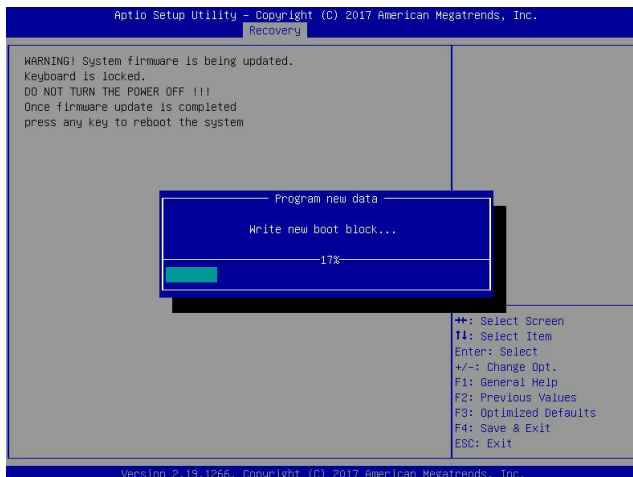 Aptio Setup Utility – Copyright (C) 2017 American Megatrends, Inc.
Recovery
WARNING! System firmware is being updated.
Keyboard is locked.
DO NOT TURN THE POWER OFF !!!
Once firmware update is completed
press any key to reboot the system
Program new data
Write new boot block...
17%
→←: Select Screen
↑↓: Select Item
Enter: Select
+/-: Change Opt.
F1: General Help
F2: Previous Values
F3: Optimized Defaults
F4: Save & Exit
ESC: Exit
Version 2.19.1266. Copyright (C) 2017 American Megatrends, Inc.